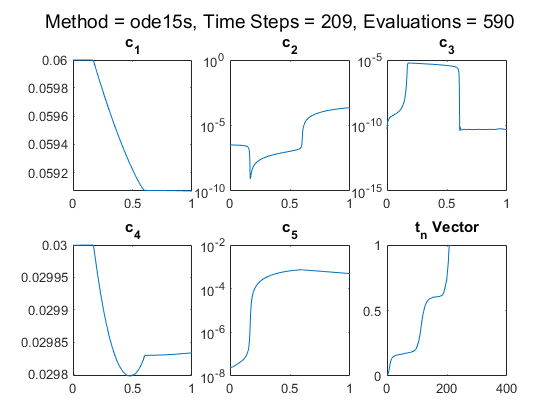 Method = ode15s, Time Steps = 209, Evaluations = 590
c1 c2 c3
0.06 10^0 10^-5
0.0598
0.0596 10^-5 10^-10
0.0594
0.0592
10^-10 10^-15
0 0.5 1 0 0.5 1 0 0.5 1
c4 c5 tn Vector
0.03 10^-2 1
0.02995
10^-4
0.0299 0.5
10^-6
0.02985
0.0298 10^-8 0
0 0.5 1 0 0.5 1 0 200 400